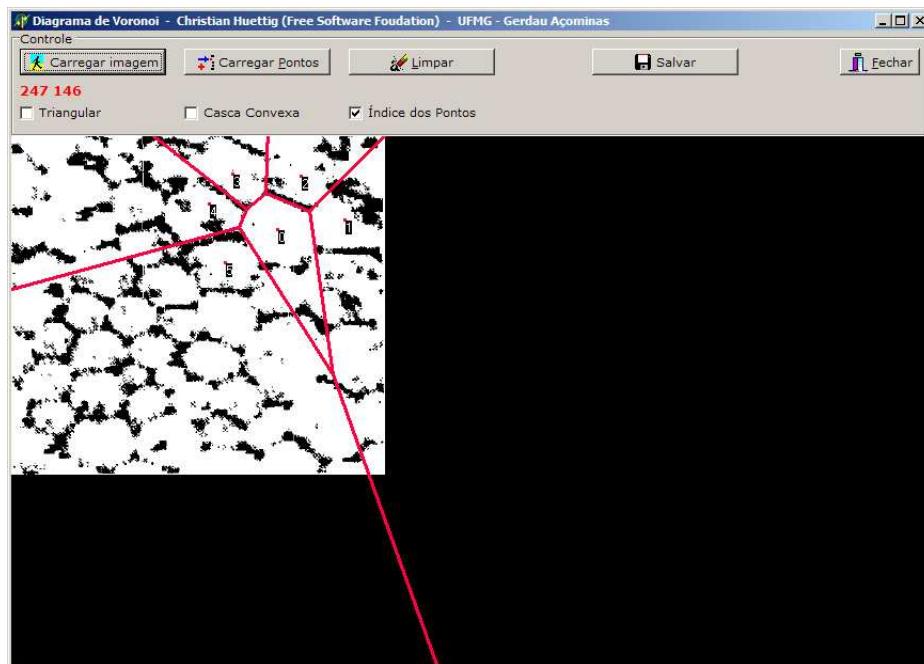 Diagrama de Voronoi - Christian Huettig (Free Software Foudation) - UFMG - Gerdau Açominas
Controle
Carregar imagem Carregar Pontos Limpar Salvar Fechar
247 146
Triangular Casca Convexa Índice dos Pontos
3 2
4 1
0
5